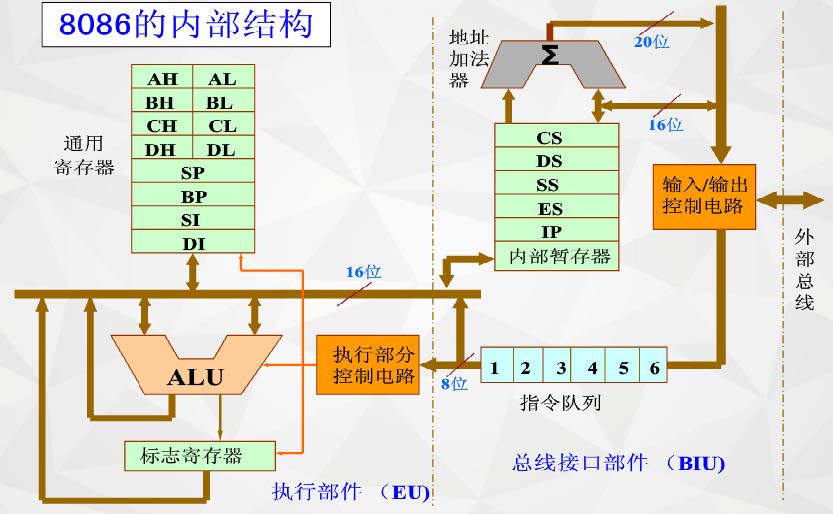 8086的内部结构
地址
加法
器
Σ
20位
16位
AH AL
BH BL
CH CL
DH DL
SP
BP
SI
DI
通用
寄存器
CS
DS
SS
ES
IP
内部暂存器
输入/输出
控制电路
外
部
总
线
16位
ALU
执行部分
控制电路
8位
1 2 3 4 5 6
指令队列
标志寄存器
执行部件 （EU)
总线接口部件 （BIU)